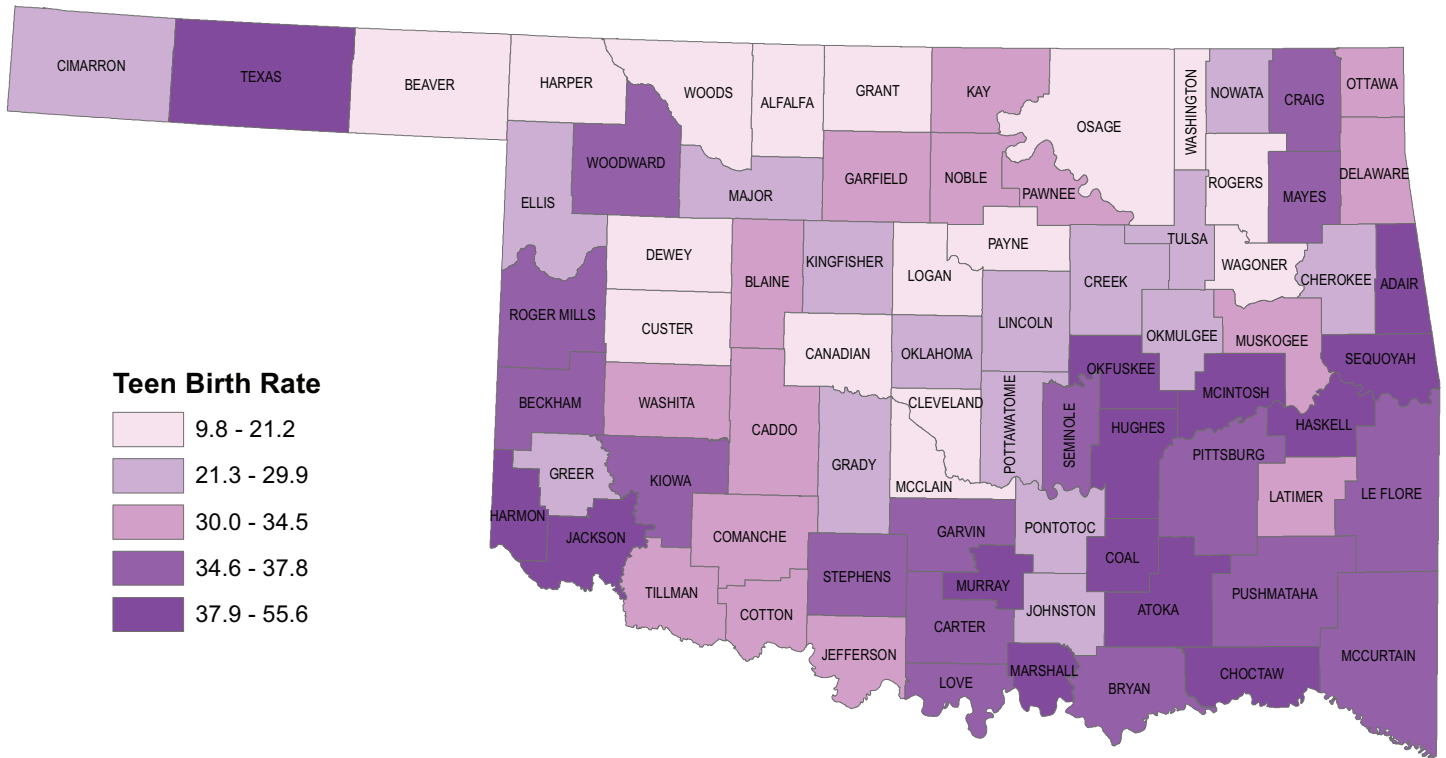 CIMARRON
TEXAS
BEAVER
HARPER
WOODS
ALFALFA
GRANT
KAY
OSAGE
WASHINGTON
NOWATA
CRAIG
OTTAWA
WOODWARD
ELLIS
MAJOR
GARFIELD
NOBLE
PAWNEE
ROGERS
MAYES
DELAWARE
DEWEY
BLAINE
KINGFISHER
LOGAN
PAYNE
CREEK
TULSA
WAGONER
CHEROKEE
ADAIR
ROGER MILLS
CUSTER
CANADIAN
OKLAHOMA
LINCOLN
OKMULGEE
MUSKOGEE
SEQUOYAH
OKFUSKEE
MCINTOSH
Teen Birth Rate
9.8 - 21.2
21.3 - 29.9
30.0 - 34.5
34.6 - 37.8
37.9 - 55.6
BECKHAM
WASHITA
CADDO
GRADY
CLEVELAND
MCCLAIN
POTTAWATOMIE
SEMINOLE
HUGHES
HASKELL
PITTSBURG
LATIMER
LE FLORE
GREER
KIOWA
HARMON
JACKSON
COMANCHE
GARVIN
PONTOTOC
COAL
STEPHENS
MURRAY
TILLMAN
COTTON
JOHNSTON
ATOKA
PUSHMATAHA
CARTER
JEFFERSON
LOVE
MARSHALL
BRYAN
CHOCTAW
MCCURTAIN